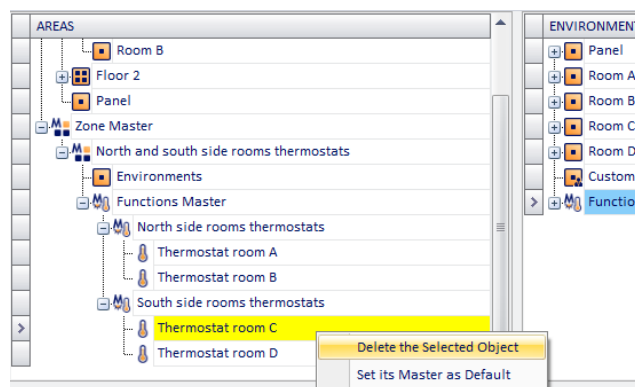 AREAS
Room B
Floor 2
Panel
Zone Master
North and south side rooms thermostats
Environments
Functions Master
North side rooms thermostats
Thermostat room A
Thermostat room B
South side rooms thermostats
Thermostat room C
Thermostat room D
Delete the Selected Object
Set its Master as Default
ENVIRONMENT
Panel
Room A
Room B
Room C
Room D
Custom
Functio